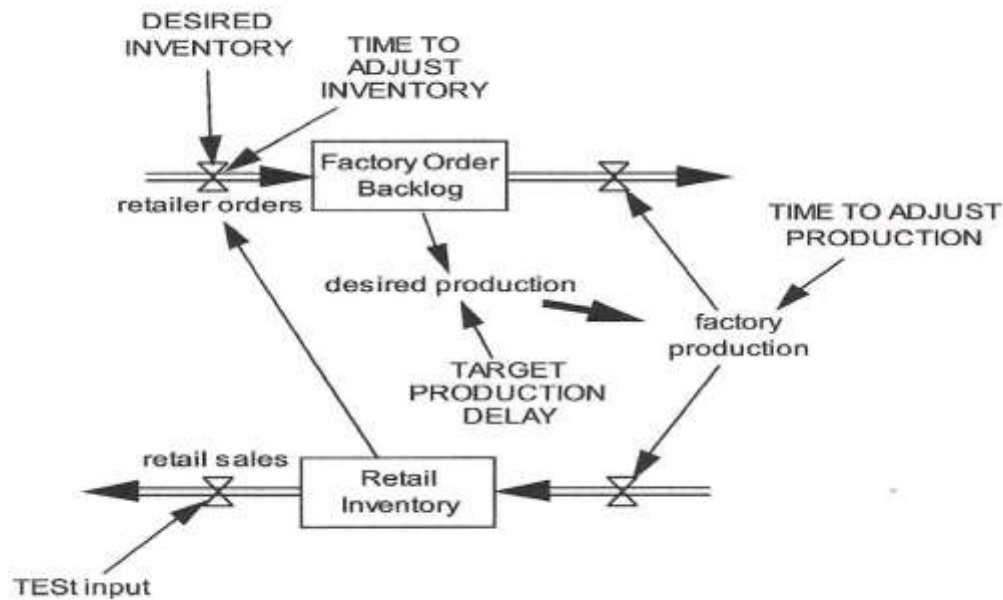 DESIRED
INVENTORY
TIME TO
ADJUST
INVENTORY
Factory Order
Backlog
retailer orders
TIME TO ADJUST
PRODUCTION
desired production
factory
production
TARGET
PRODUCTION
DELAY
retail sales
Retail
Inventory
TESt input